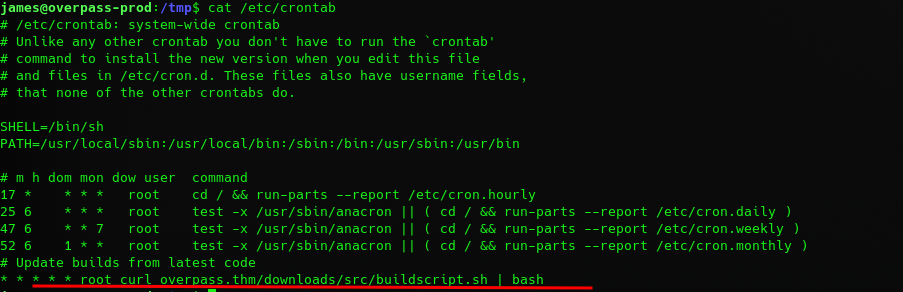 james@overpass-prod:/tmp$ cat /etc/crontab
# /etc/crontab: system-wide crontab
# Unlike any other crontab you don't have to run the `crontab'
# command to install the new version when you edit this file
# and files in /etc/cron.d. These files also have username fields,
# that none of the other crontabs do.

SHELL=/bin/sh
PATH=/usr/local/sbin:/usr/local/bin:/sbin:/bin:/usr/sbin:/usr/bin

# m h dom mon dow user  command
17 *    * * *   root    cd / && run-parts --report /etc/cron.hourly
25 6    * * *   root    test -x /usr/sbin/anacron || ( cd / && run-parts --report /etc/cron.daily )
47 6    * * 7   root    test -x /usr/sbin/anacron || ( cd / && run-parts --report /etc/cron.weekly )
52 6    1 * *   root    test -x /usr/sbin/anacron || ( cd / && run-parts --report /etc/cron.monthly )
# Update builds from latest code
* * * * * root curl overpass.thm/downloads/src/buildscript.sh | bash